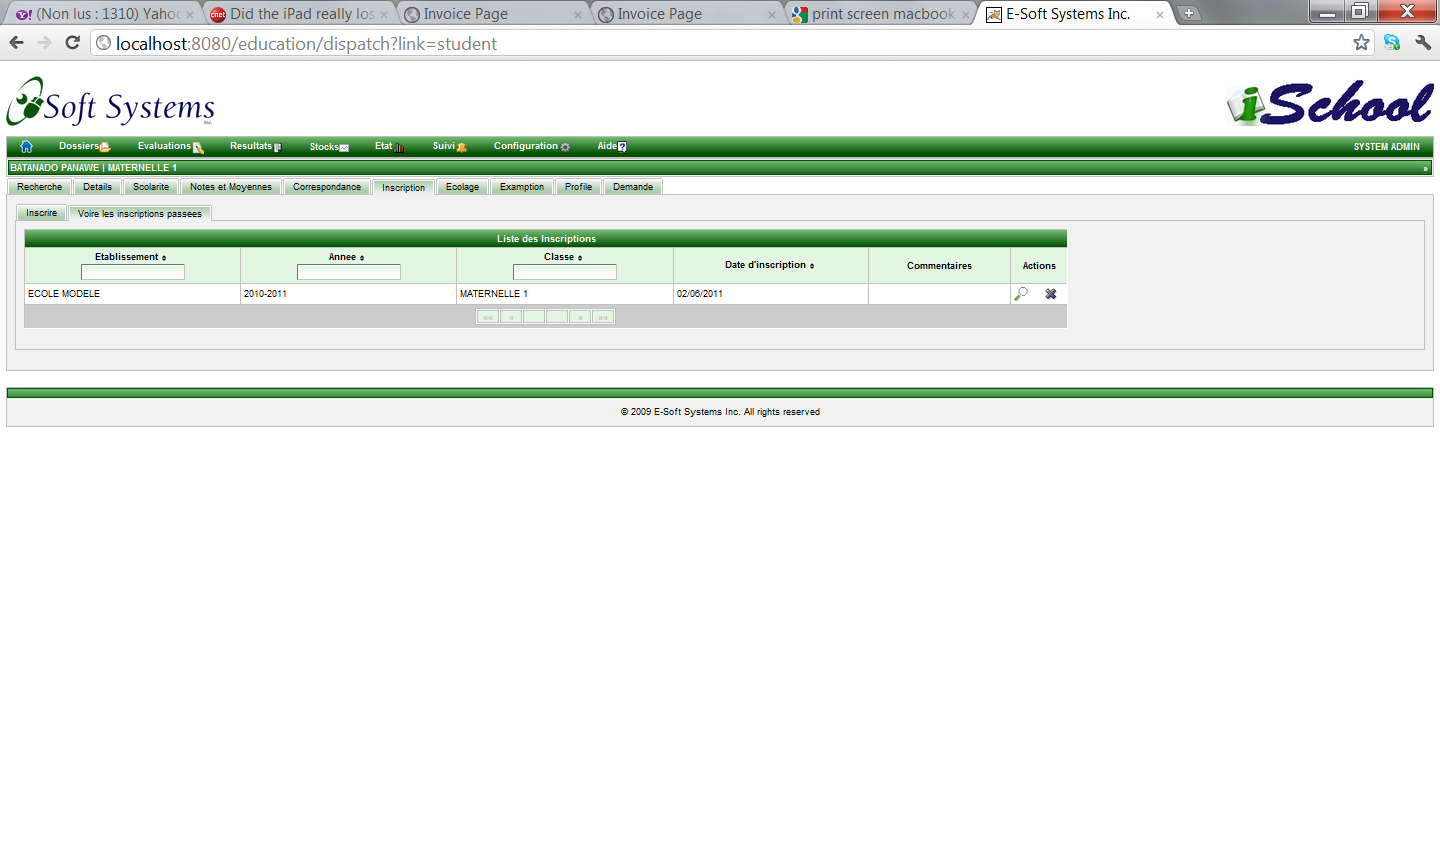 (Non lus : 1310) Yahoo Did the iPad really los Invoice Page Invoice Page print screen macbook E-Soft Systems Inc.
localhost:8080/education/dispatch?link=student
Soft Systems Inc.
iSchool
Dossiers Evaluations Resultats Stocks Etat Suivi Configuration Aide SYSTEM ADMIN
BATANADO PANAWE | MATERNELLE 1 »
Recherche Details Scolarite Notes et Moyennes Correspondance Inscription Ecolage Examption Profile Demande
Inscrire Voire les inscriptions passees
Liste des Inscriptions
Etablissement Annee Classe Date d'inscription Commentaires Actions
ECOLE MODELE 2010-2011 MATERNELLE 1 02/06/2011
«« « » »»
© 2009 E-Soft Systems Inc. All rights reserved